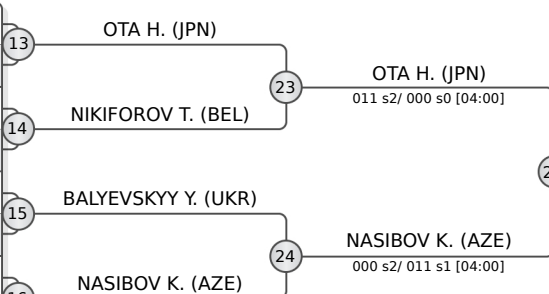 OTA H. (JPN)
13
OTA H. (JPN)
23
011 s2/ 000 s0 [04:00]
NIKIFOROV T. (BEL)
14
BALYEVSKYY Y. (UKR)
15
NASIBOV K. (AZE)
24
000 s2/ 011 s1 [04:00]
NASIBOV K. (AZE)